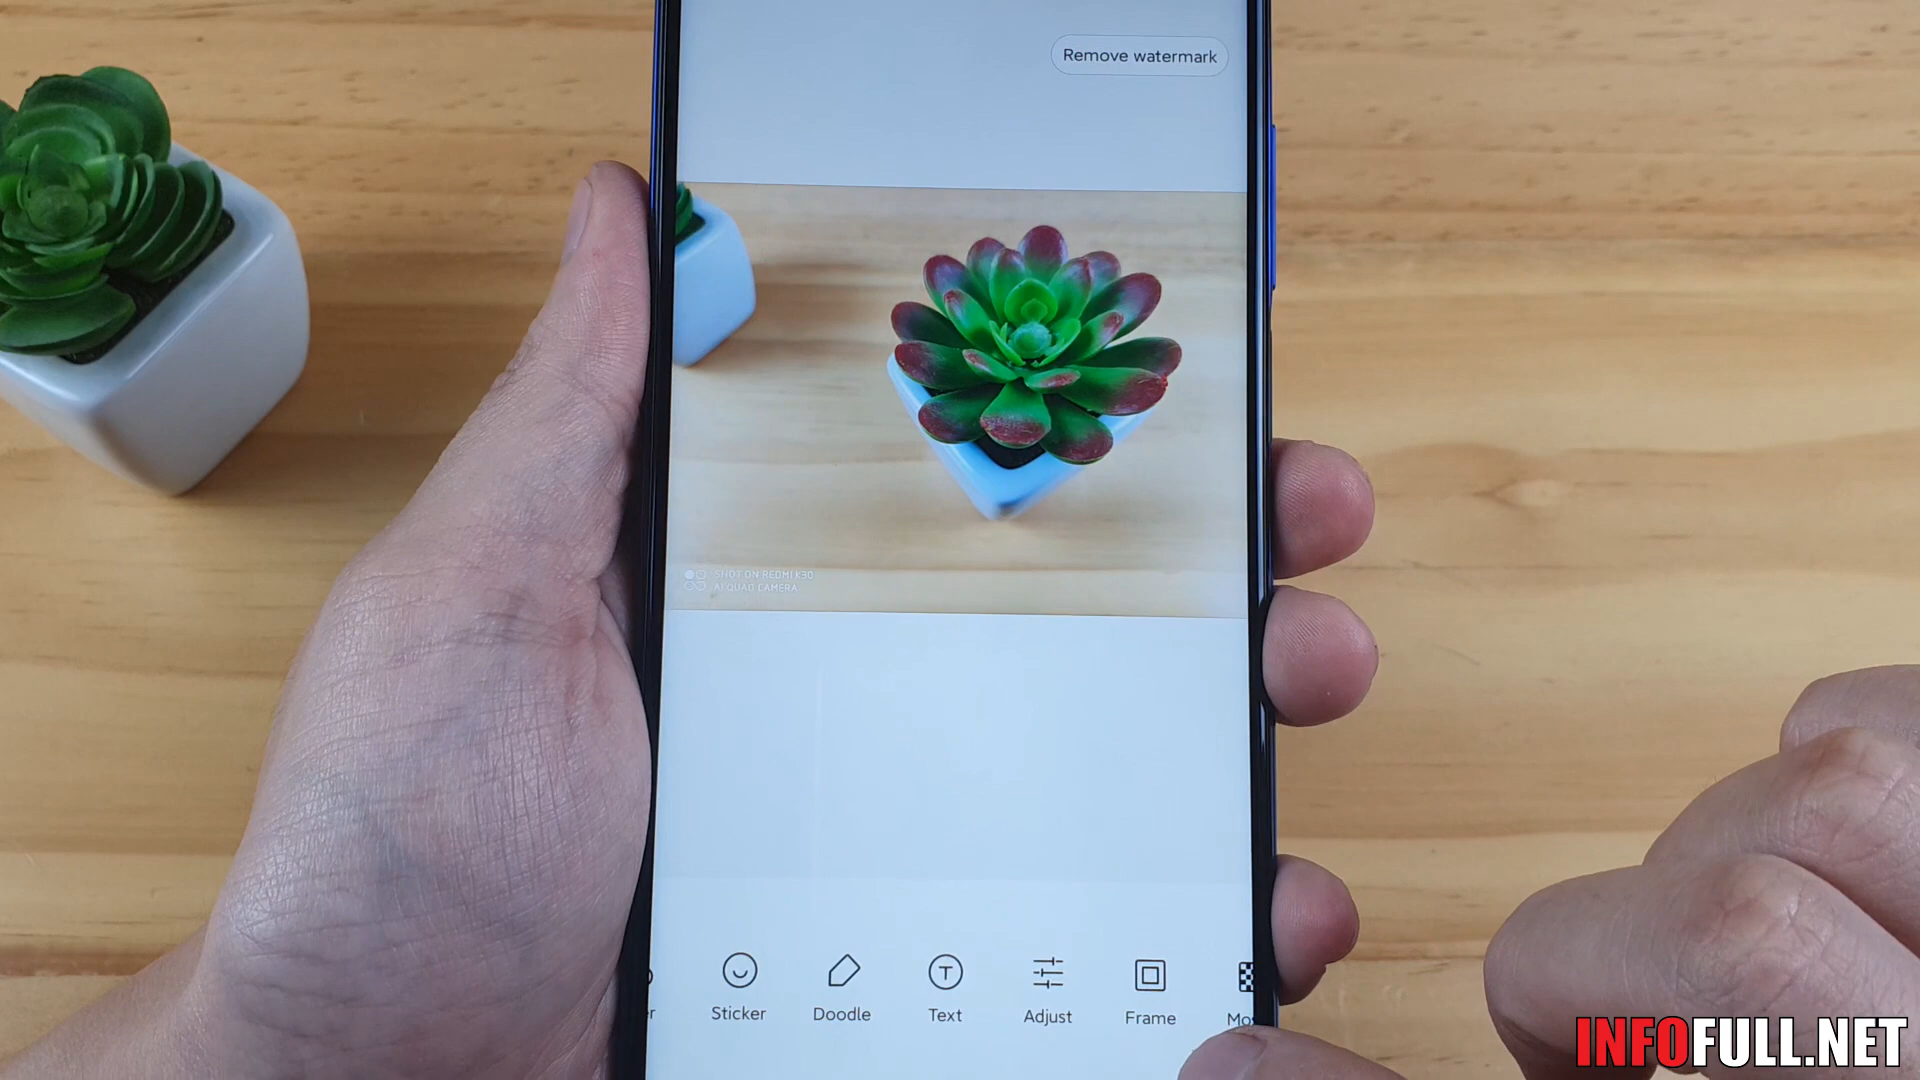 Remove watermark
SHOT ON REDMI K30
AI QUAD CAMERA
Sticker
Doodle
Text
Adjust
Frame
INFOFULL.NET